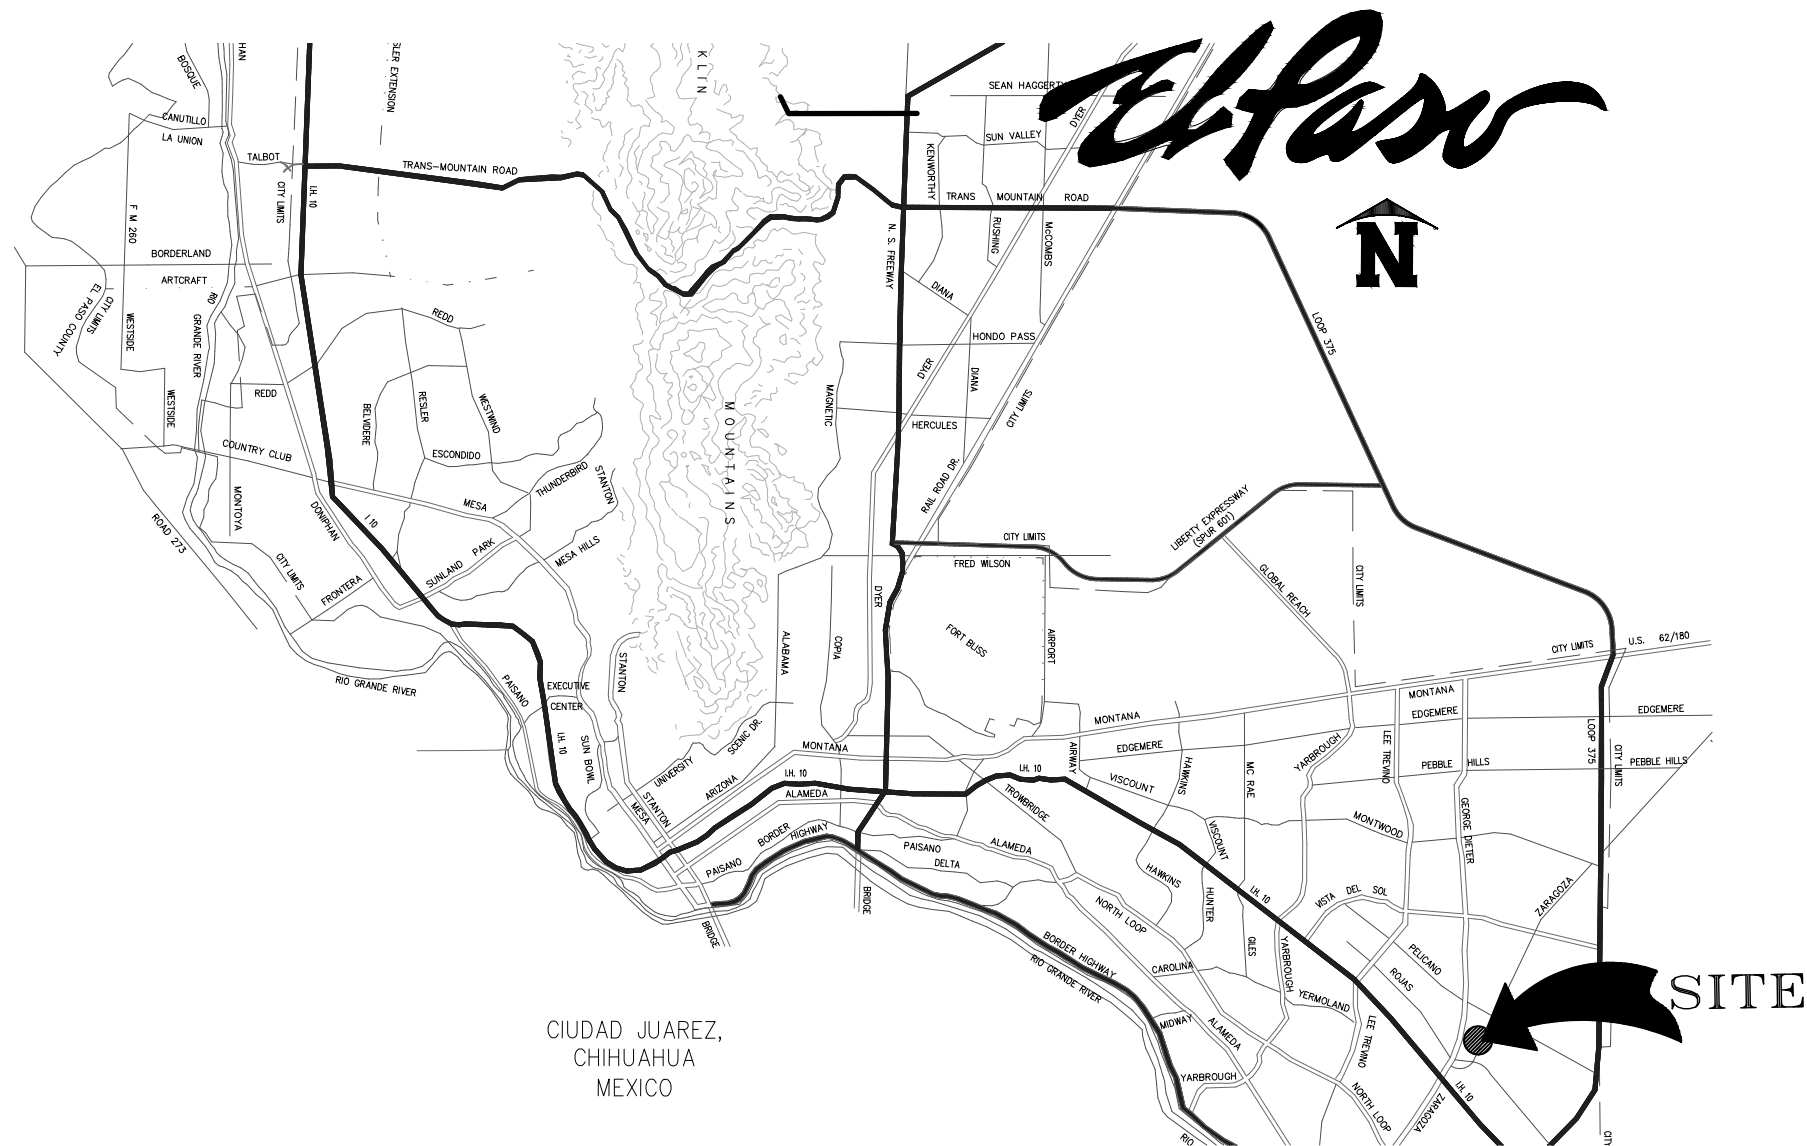 El Paso
N
SITE
CIUDAD JUAREZ,
CHIHUAHUA
MEXICO
BOSQUE
CANUTILLO
LA UNION
TALBOT
CITY LIMITS
I.H. 10
TRANS-MOUNTAIN ROAD
F M 260
BORDERLAND
ARTCRAFT
RIO
GRANDE RIVER
CITY LIMITS
EL PASO COUNTY
WESTSIDE
WESTSIDE
REDD
REDD
BELVIDERE
RESLER
WESTWIND
ESCONDIDO
COUNTRY CLUB
MESA
THUNDERBIRD
STANTON
MONTOYA
DONIPHAN
I 10
ROAD 273
CITY LIMITS
FRONTERA
SUNLAND PARK
MESA HILLS
RIO GRANDE RIVER
PAISANO
EXECUTIVE
CENTER
STANTON
I.H. 10
SUN BOWL
UNIVERSITY
SCENIC DR.
ARIZONA
STANTON
MESA
MOUNTAINS
KLIN
SLER EXTENSION
HAN
SEAN HAGGERT
DYER
SUN VALLEY
KENWORTHY
TRANS MOUNTAIN ROAD
RUSHING
McCOMBS
N. S. FREEWAY
DIANA
HONDO PASS
DYER
DIANA
MAGNETIC
HERCULES
CITY LIMITS
RAIL ROAD DR.
LOOP 375
LIBERTY EXPRESSWAY
(SPUR 601)
CITY LIMITS
FRED WILSON
GLOBAL REACH
CITY LIMITS
DYER
FORT BLISS
AIRPORT
ALABAMA
COPIA
CITY LIMITS
U.S. 62/180
MONTANA
MONTANA
MONTANA
EDGEMERE
EDGEMERE
EDGEMERE
AIRWAY
YARBROUGH
LEE TREVINO
LOOP 375
CITY LIMITS
PEBBLE HILLS
PEBBLE HILLS
I.H. 10
I.H. 10
ALAMEDA
VISCOUNT
HAWKINS
MC RAE
TROWBRIDGE
VISCOUNT
MONTWOOD
GEORGE DIETER
BORDER
HIGHWAY
PAISANO
PAISANO
DELTA
ALAMEDA
HAWKINS
HUNTER
I.H. 10
VISTA DEL SOL
ZARAGOZA
BRIDGE
BRIDGE
NORTH LOOP
GILES
YARBROUGH
PELICANO
ROJAS
BORDER HIGHWAY
RIO GRANDE RIVER
CAROLINA
YERMOLAND
MIDWAY
ALAMEDA
LEE TREVINO
YARBROUGH
NORTH LOOP
ZARAGOZA
I.H. 10
RIO
CITY